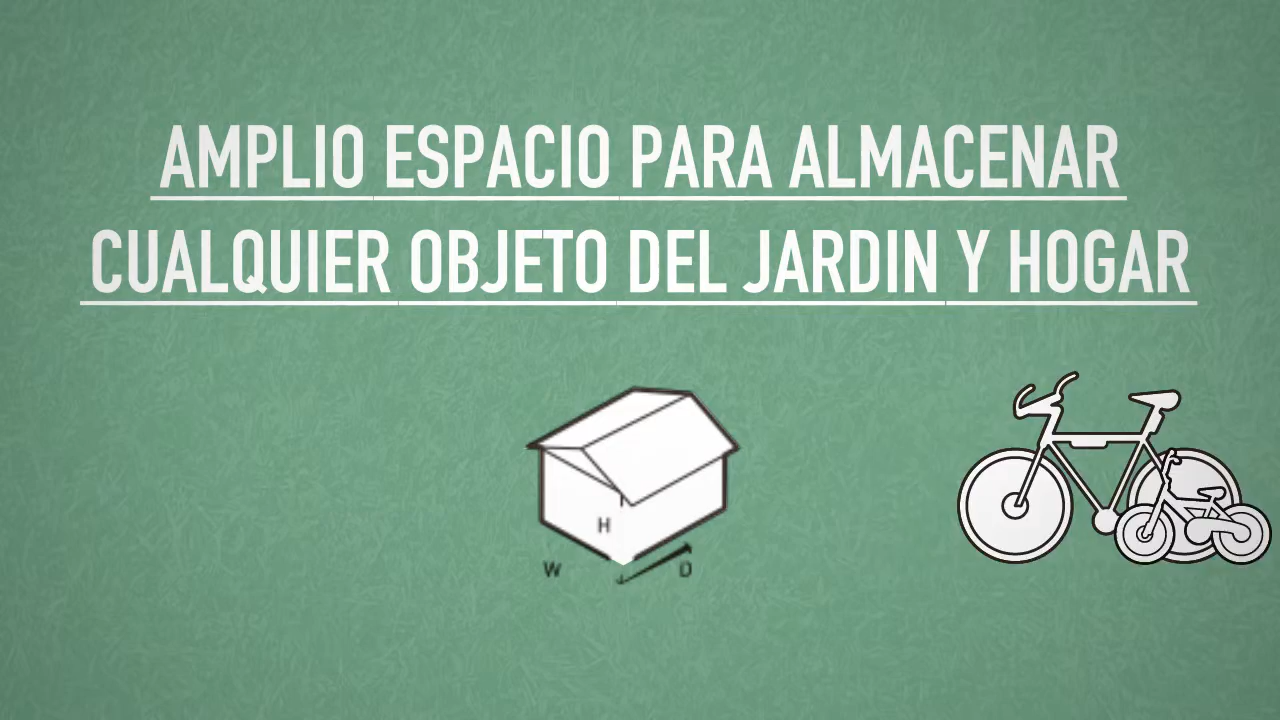 AMPLIO ESPACIO PARA ALMACENAR
CUALQUIER OBJETO DEL JARDIN Y HOGAR
H
W D